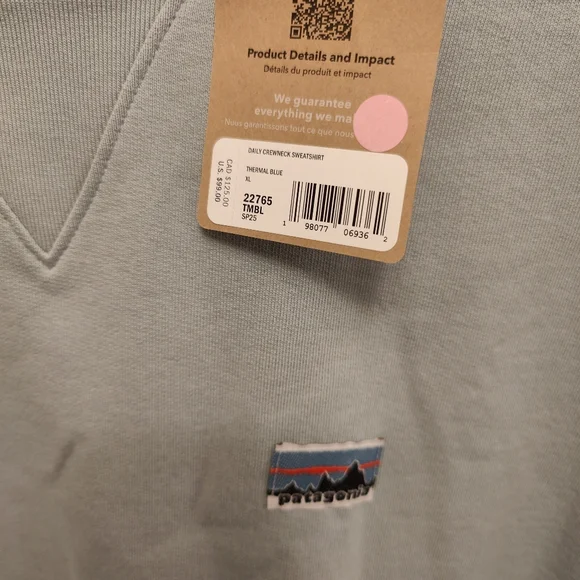 Product Details and Impact
Détails du produit et impact
We guarantee
everything we ma
Nous garantissons tout ce que nous
DAILY CREWNECK SWEATSHIRT
THERMAL BLUE
XL
22765
TMBL
SP25
CAD $125.00
U.S. $99.00
1 98077 06936 2
patagonia